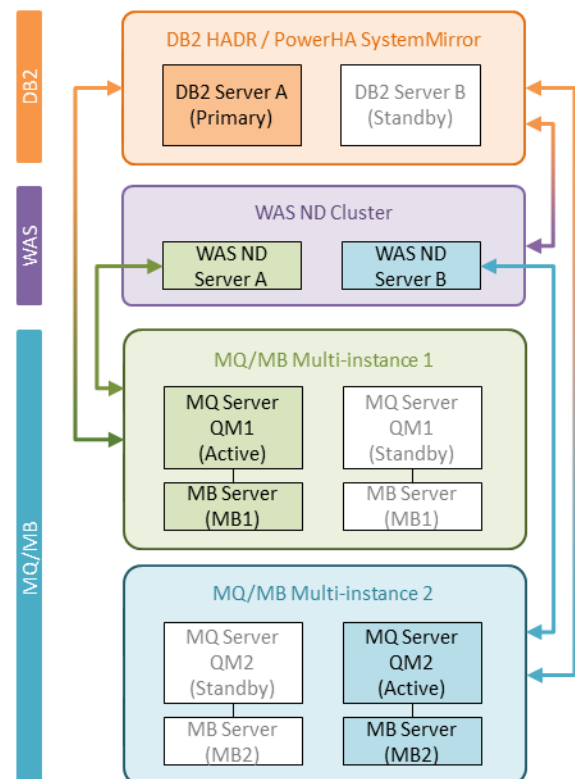 DB2
DB2 HADR / PowerHA SystemMirror
DB2 Server A
(Primary)
DB2 Server B
(Standby)
WAS
WAS ND Cluster
WAS ND
Server A
WAS ND
Server B
MQ/MB
MQ/MB Multi-instance 1
MQ Server
QM1
(Active)
MB Server
(MB1)
MQ Server
QM1
(Standby)
MB Server
(MB1)
MQ/MB Multi-instance 2
MQ Server
QM2
(Standby)
MB Server
(MB2)
MQ Server
QM2
(Active)
MB Server
(MB2)